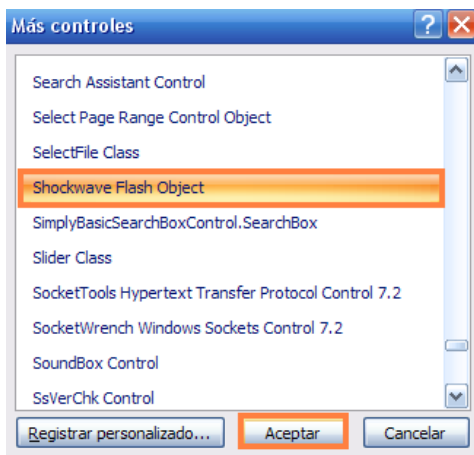 Más controles
Search Assistant Control
Select Page Range Control Object
SelectFile Class
Shockwave Flash Object
SimplyBasicSearchBoxControl.SearchBox
Slider Class
SocketTools Hypertext Transfer Protocol Control 7.2
SocketWrench Windows Sockets Control 7.2
SoundBox Control
SsVerChk Control
Registrar personalizado... Aceptar Cancelar